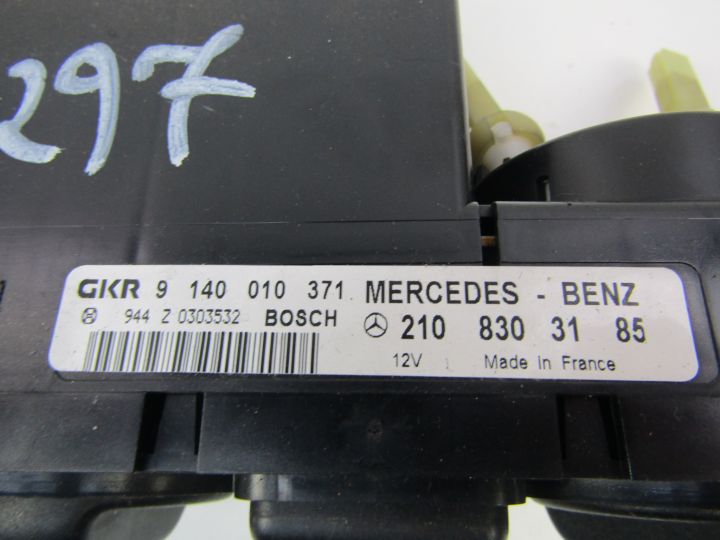 297
GKR 9 140 010 371 MERCEDES - BENZ
944 Z 0303532 BOSCH 210 830 31 85
12V Made in France